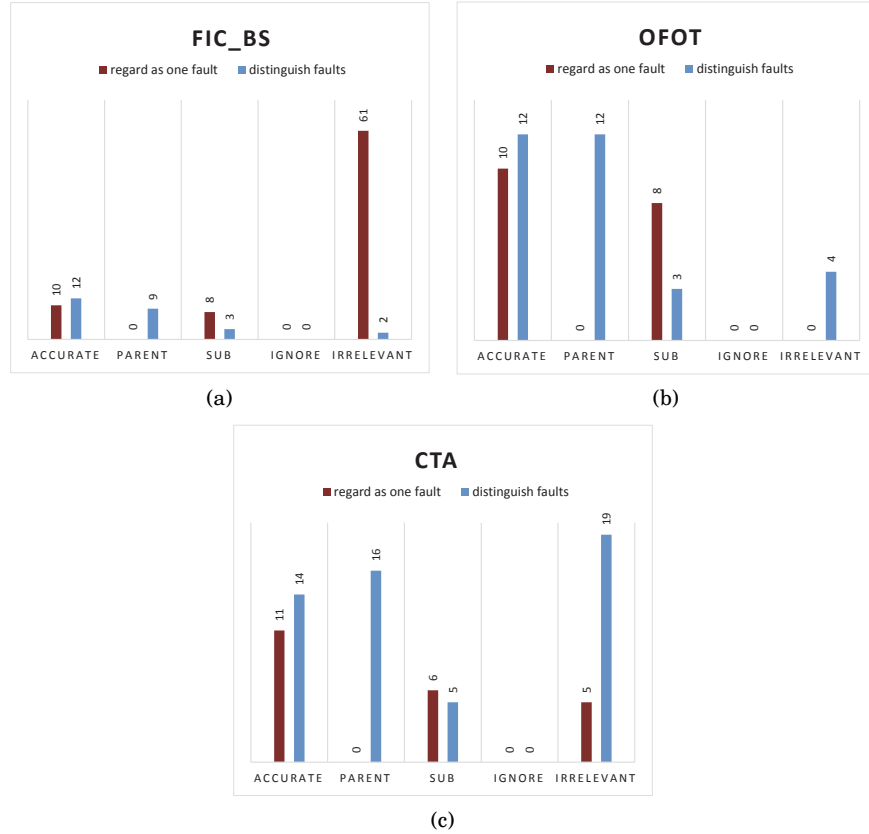 FIC_BS
regard as one fault distinguish faults
10 12 0 9 8 3 0 0 61 2
ACCURATE PARENT SUB IGNORE IRRELEVANT
(a)
OFOT
regard as one fault distinguish faults
10 12 0 12 8 3 0 0 0 4
ACCURATE PARENT SUB IGNORE IRRELEVANT
(b)
CTA
regard as one fault distinguish faults
11 14 0 16 6 5 0 0 5 19
ACCURATE PARENT SUB IGNORE IRRELEVANT
(c)